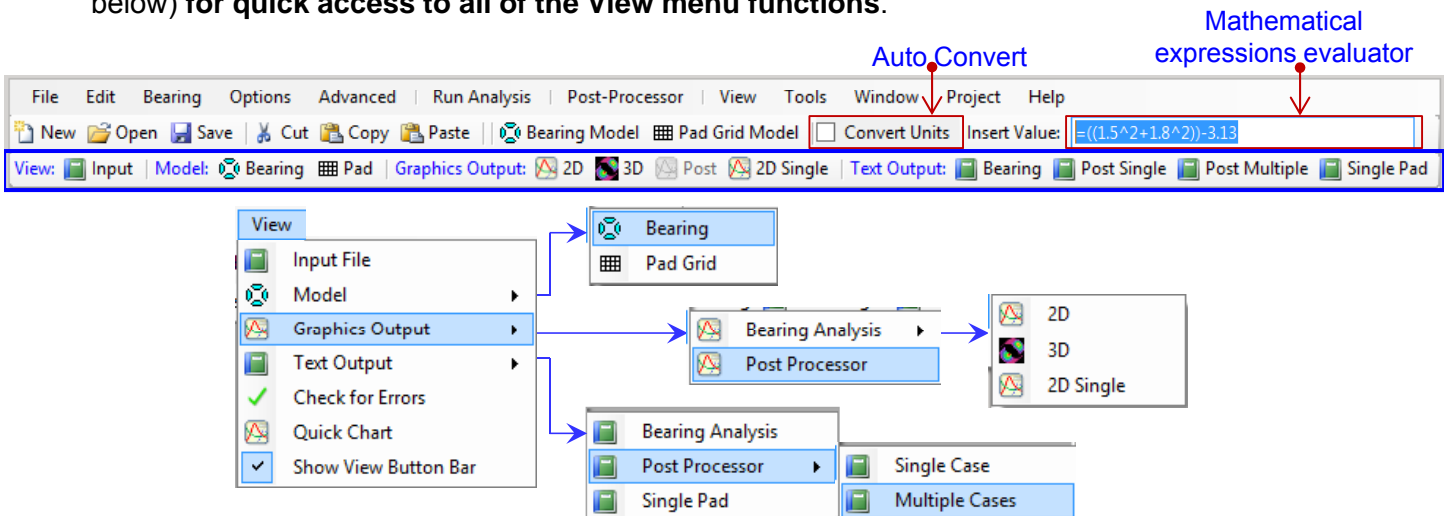 below) for quick access to all of the View menu functions.
Mathematical
expressions evaluator
Auto Convert
File Edit Bearing Options Advanced | Run Analysis | Post-Processor | View Tools Window Project Help
New Open Save | Cut Copy Paste | Bearing Model Pad Grid Model Convert Units Insert Value: =((1.5^2+1.8^2))-3.13
View: Input | Model: Bearing Pad | Graphics Output: 2D 3D Post 2D Single | Text Output: Bearing Post Single Post Multiple Single Pad
View
Input File
Model
Graphics Output
Text Output
Check for Errors
Quick Chart
Show View Button Bar
Bearing
Pad Grid
Bearing Analysis
Post Processor
2D
3D
2D Single
Bearing Analysis
Post Processor
Single Pad
Single Case
Multiple Cases